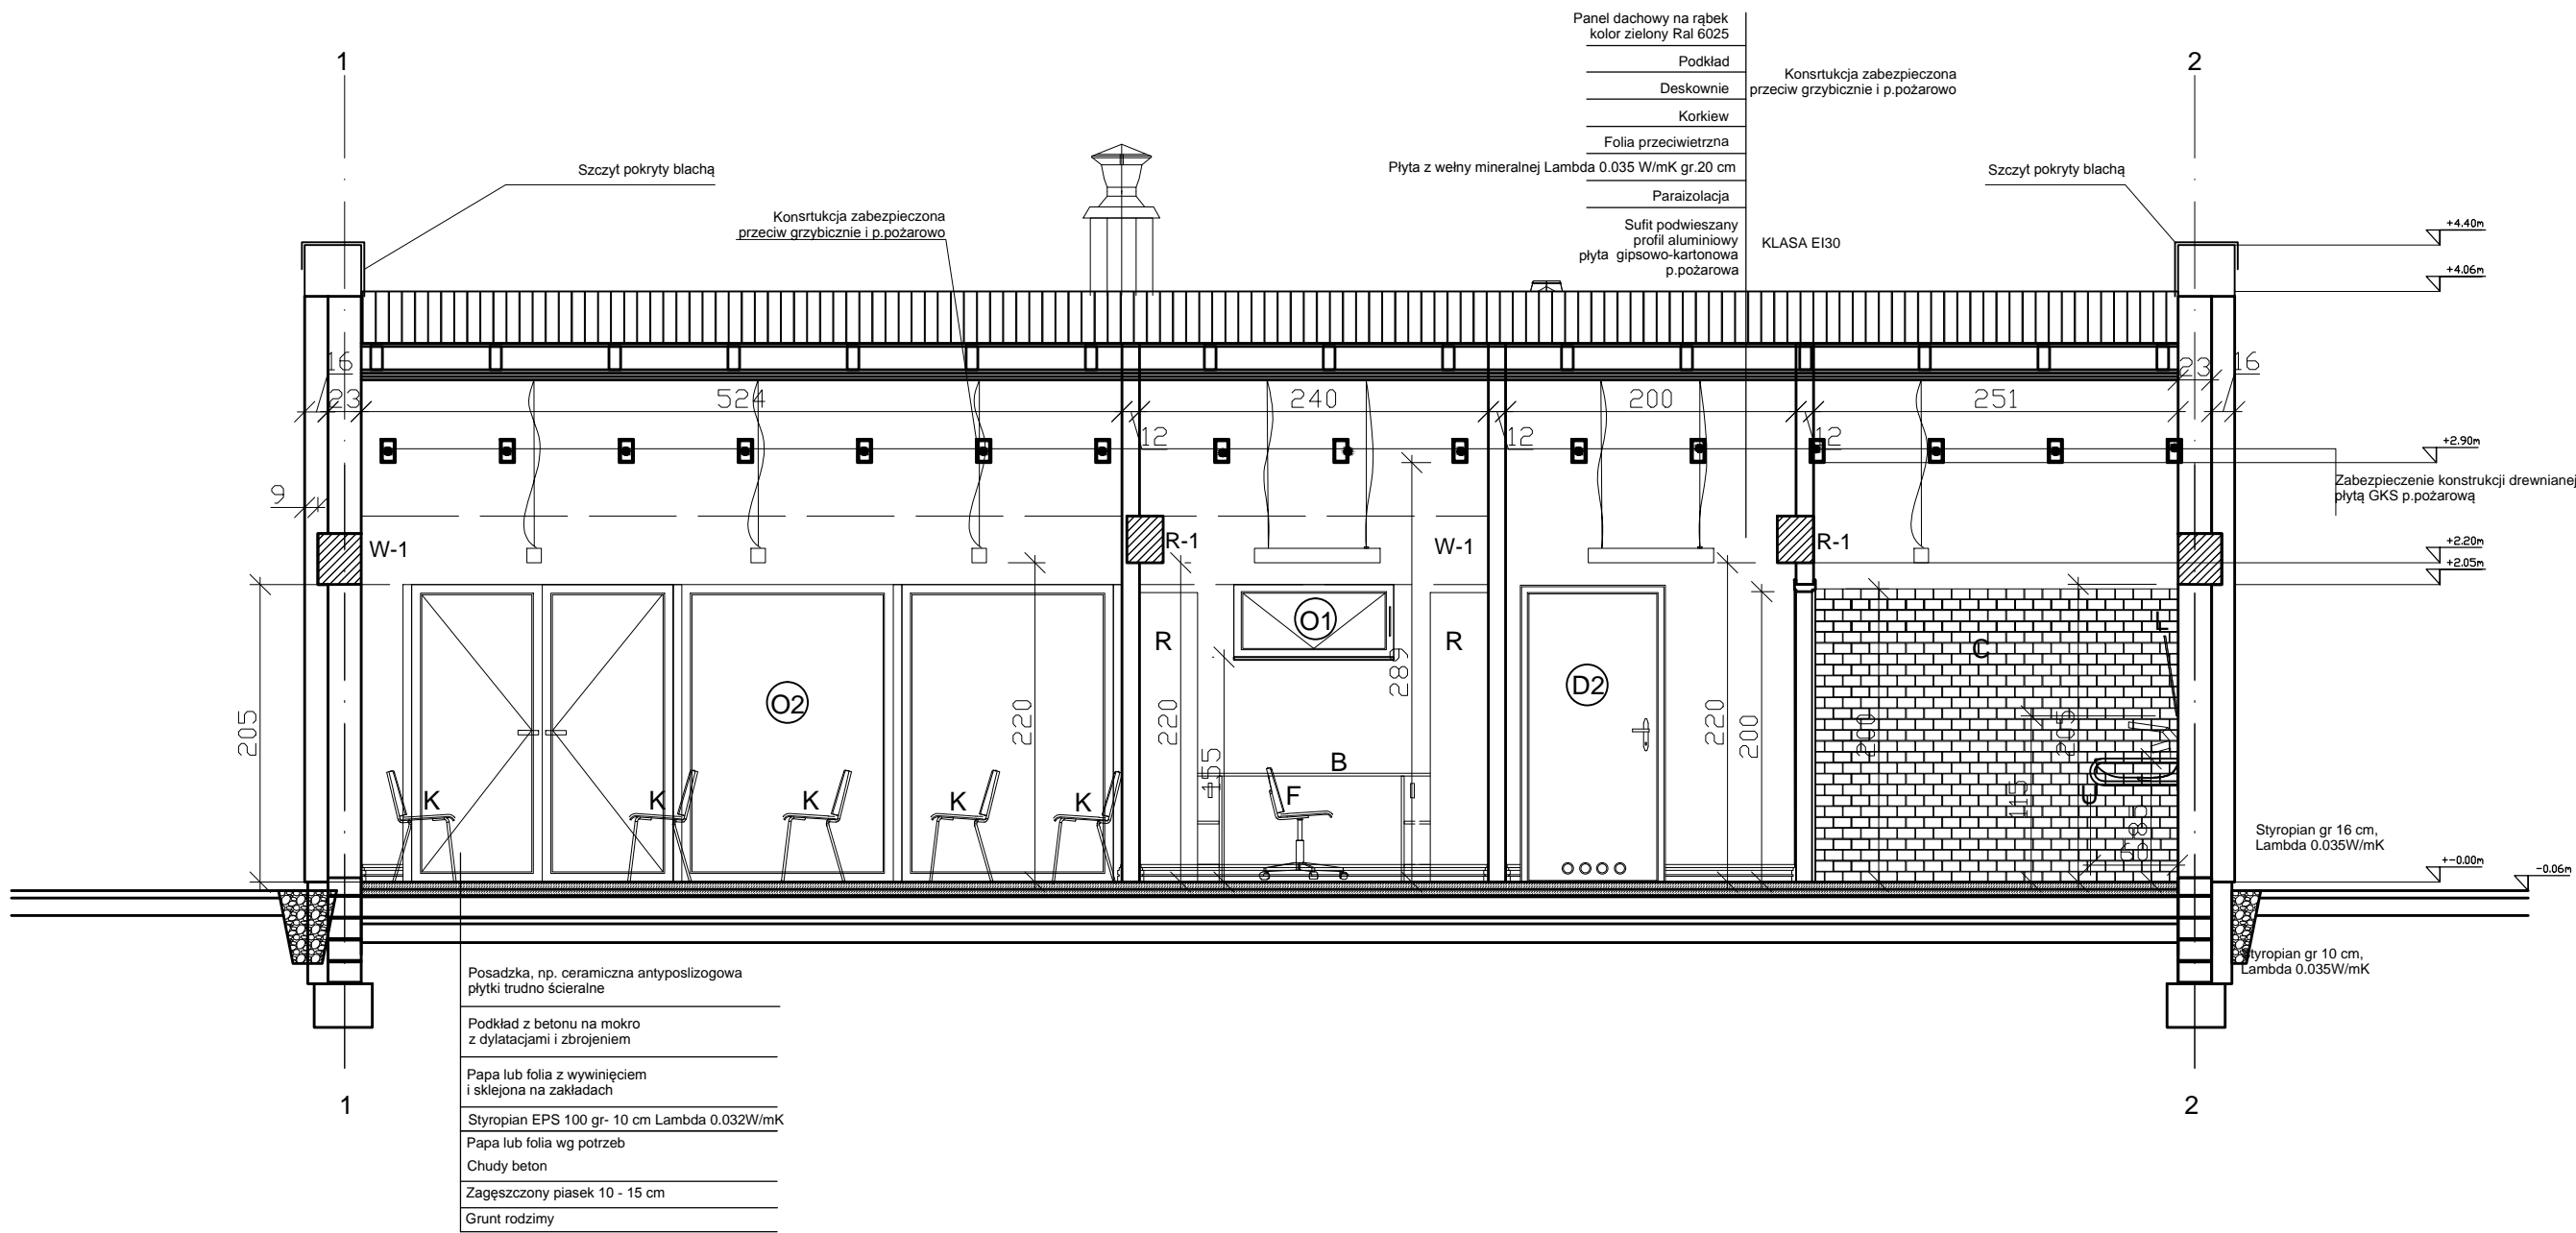 Panel dachowy na rąbek
kolor zielony Ral 6025
Podkład
Deskownie
Korkiew
Folia przeciwietrzna
Płyta z wełny mineralnej Lambda 0.035 W/mK gr.20 cm
Paraizolacja
Sufit podwieszany
profil aluminiowy
płyta gipsowo-kartonowa
p.pożarowa
KLASA EI30
Konsrtukcja zabezpieczona
przeciw grzybicznie i p.pożarowo
1
2
Szczyt pokryty blachą
Konsrtukcja zabezpieczona
przeciw grzybicznie i p.pożarowo
Szczyt pokryty blachą
+4.40m
+4.06m
16
23
524
240
200
251
23
16
12
12
12
+2.90m
Zabezpieczenie konstrukcji drewnianej
płytą GKS p.pożarową
9
W-1
R-1
W-1
R-1
+2.20m
+2.05m
O1
R
R
C
L
289
D2
O2
205
220
220
155
220
200
200
205
115
B
F
K
K
K
K
K
U
85
50
Styropian gr 16 cm,
Lambda 0.035W/mK
+-0.00m
-0.06m
Styropian gr 10 cm,
Lambda 0.035W/mK
Posadzka, np. ceramiczna antyposlizogowa
płytki trudno ścieralne
Podkład z betonu na mokro
z dylatacjami i zbrojeniem
Papa lub folia z wywinięciem
i sklejona na zakładach
Styropian EPS 100 gr- 10 cm Lambda 0.032W/mK
Papa lub folia wg potrzeb
Chudy beton
Zagęszczony piasek 10 - 15 cm
Grunt rodzimy
1
2